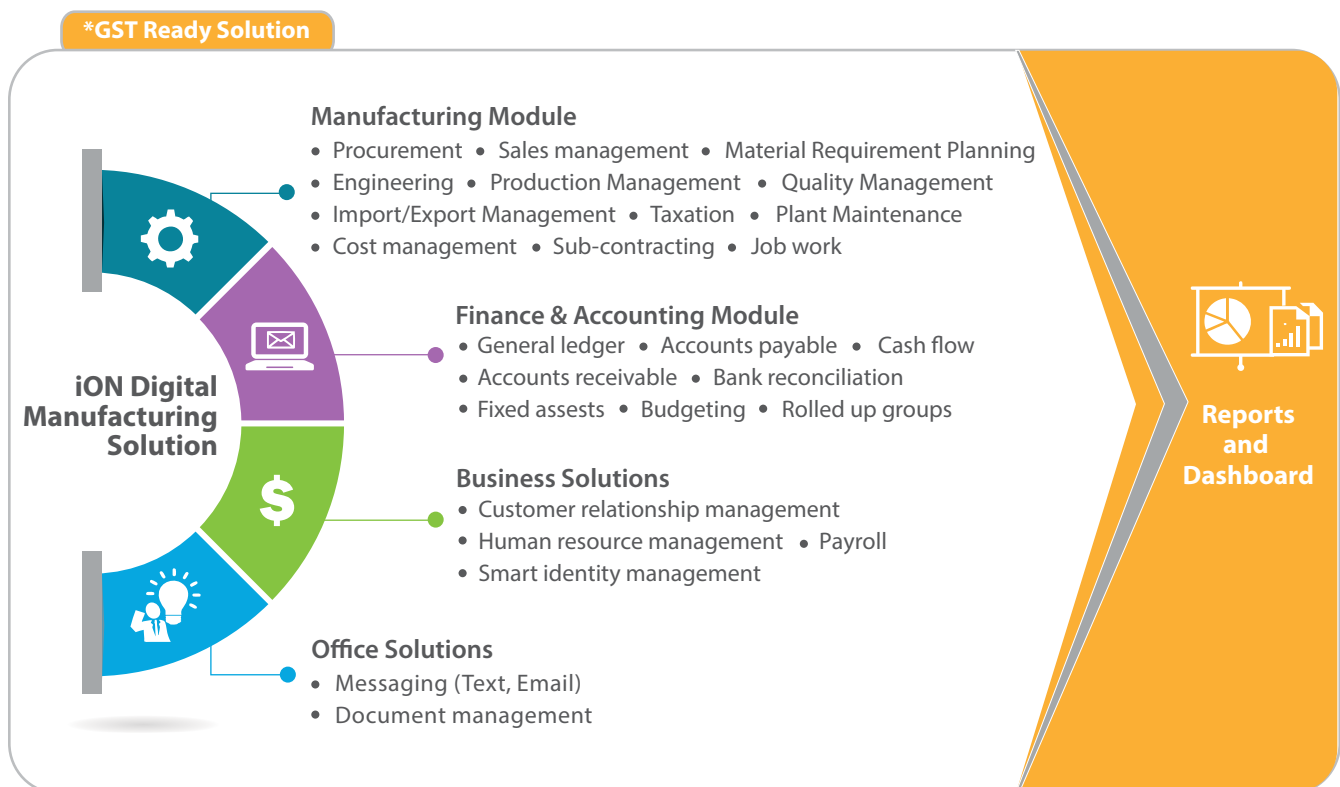 *GST Ready Solution
Manufacturing Module
• Procurement • Sales management • Material Requirement Planning
• Engineering • Production Management • Quality Management
• Import/Export Management • Taxation • Plant Maintenance
• Cost management • Sub-contracting • Job work
Finance & Accounting Module
• General ledger • Accounts payable • Cash flow
• Accounts receivable • Bank reconciliation
• Fixed assests • Budgeting • Rolled up groups
iON Digital
Manufacturing
Solution
$
Business Solutions
• Customer relationship management
• Human resource management • Payroll
• Smart identity management
Office Solutions
• Messaging (Text, Email)
• Document management
Reports
and
Dashboard